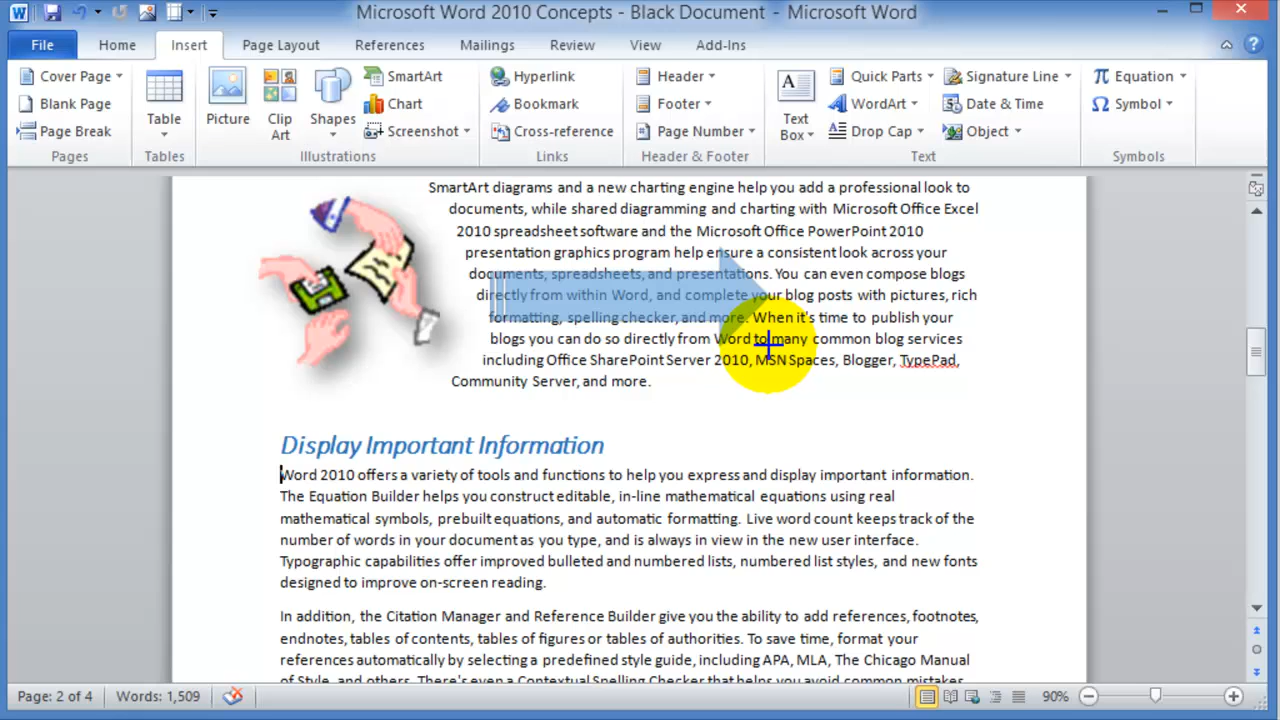 Microsoft Word 2010 Concepts - Black Document - Microsoft Word
File Home Insert Page Layout References Mailings Review View Add-Ins
Cover Page
Blank Page
Page Break
Pages
Table
Tables
Picture
Clip Art
Shapes
SmartArt
Chart
Screenshot
Illustrations
Hyperlink
Bookmark
Cross-reference
Links
Header
Footer
Page Number
Header & Footer
Text Box
Quick Parts
WordArt
Drop Cap
Signature Line
Date & Time
Object
Text
Equation
Symbol
Symbols
SmartArt diagrams and a new charting engine help you add a professional look to
documents, while shared diagramming and charting with Microsoft Office Excel
2010 spreadsheet software and the Microsoft Office PowerPoint 2010
presentation graphics program help ensure a consistent look across your
documents, spreadsheets, and presentations. You can even compose blogs
directly from within Word, and complete your blog posts with pictures, rich
formatting, spelling checker, and more. When it's time to publish your
blogs you can do so directly from Word to many common blog services
including Office SharePoint Server 2010, MSN Spaces, Blogger, TypePad,
Community Server, and more.
Display Important Information
Word 2010 offers a variety of tools and functions to help you express and display important information.
The Equation Builder helps you construct editable, in-line mathematical equations using real
mathematical symbols, prebuilt equations, and automatic formatting. Live word count keeps track of the
number of words in your document as you type, and is always in view in the new user interface.
Typographic capabilities offer improved bulleted and numbered lists, numbered list styles, and new fonts
designed to improve on-screen reading.
In addition, the Citation Manager and Reference Builder give you the ability to add references, footnotes,
endnotes, tables of contents, tables of figures or tables of authorities. To save time, format your
references automatically by selecting a predefined style guide, including APA, MLA, The Chicago Manual
of Style, and others. There's even a Contextual Spelling Checker that helps you avoid common mistakes
Page: 2 of 4 Words: 1,509 90%